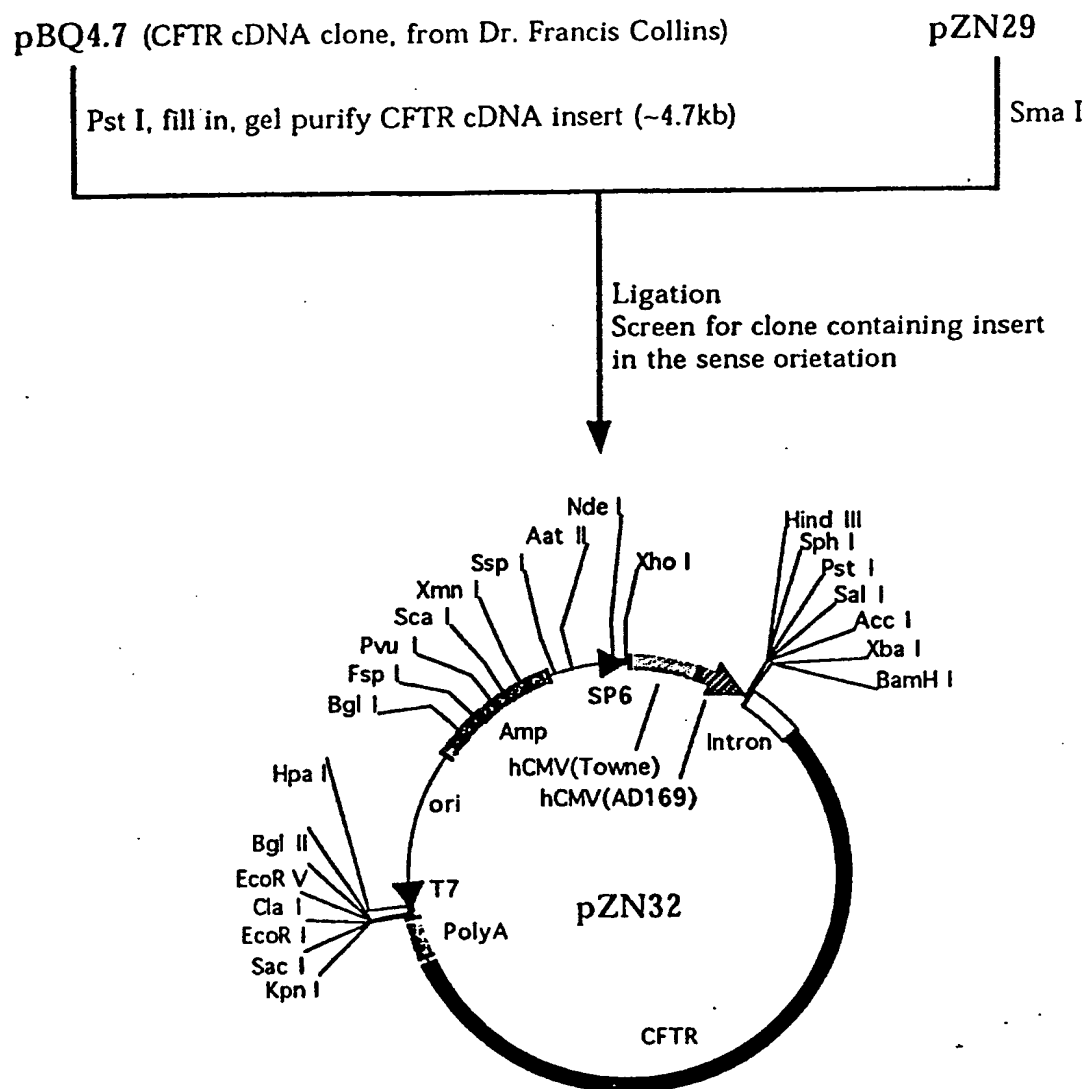 pBQ4.7 (CFTR cDNA clone, from Dr. Francis Collins)
pZN29
Pst I, fill in, gel purify CFTR cDNA insert (~4.7kb)
Sma I
Ligation
Screen for clone containing insert
in the sense orietation
Nde I
Aat II
Ssp I
Xmn I
Sca I
Pvu I
Fsp I
Bgl I
Xho I
Hind III
Sph I
Pst I
Sal I
Acc I
Xba I
BamH I
SP6
Amp
Intron
hCMV(Towne)
hCMV(AD169)
Hpa I
ori
Bgl II
EcoR V
Cla I
EcoR I
Sac I
Kpn I
T7
PolyA
pZN32
CFTR